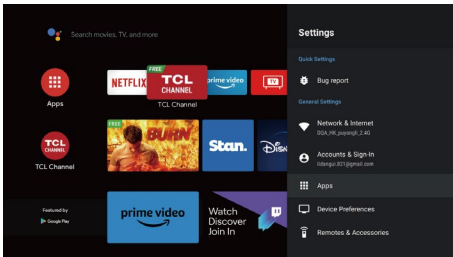 Search movies, TV, and more
Settings
Quick Settings
Bug report
General Settings
Network & Internet
Accounts & Sign-In
Apps
Device Preferences
Remotes & Accessories
Apps
NETFLIX
FREE
TCL
CHANNEL
prime video
TV
TCL Channel
TCL
CHANNEL
TCL Channel
FREE
BURN
Stan.
Disn
Featured by
Google Play
prime video
Watch
Discover
Join In